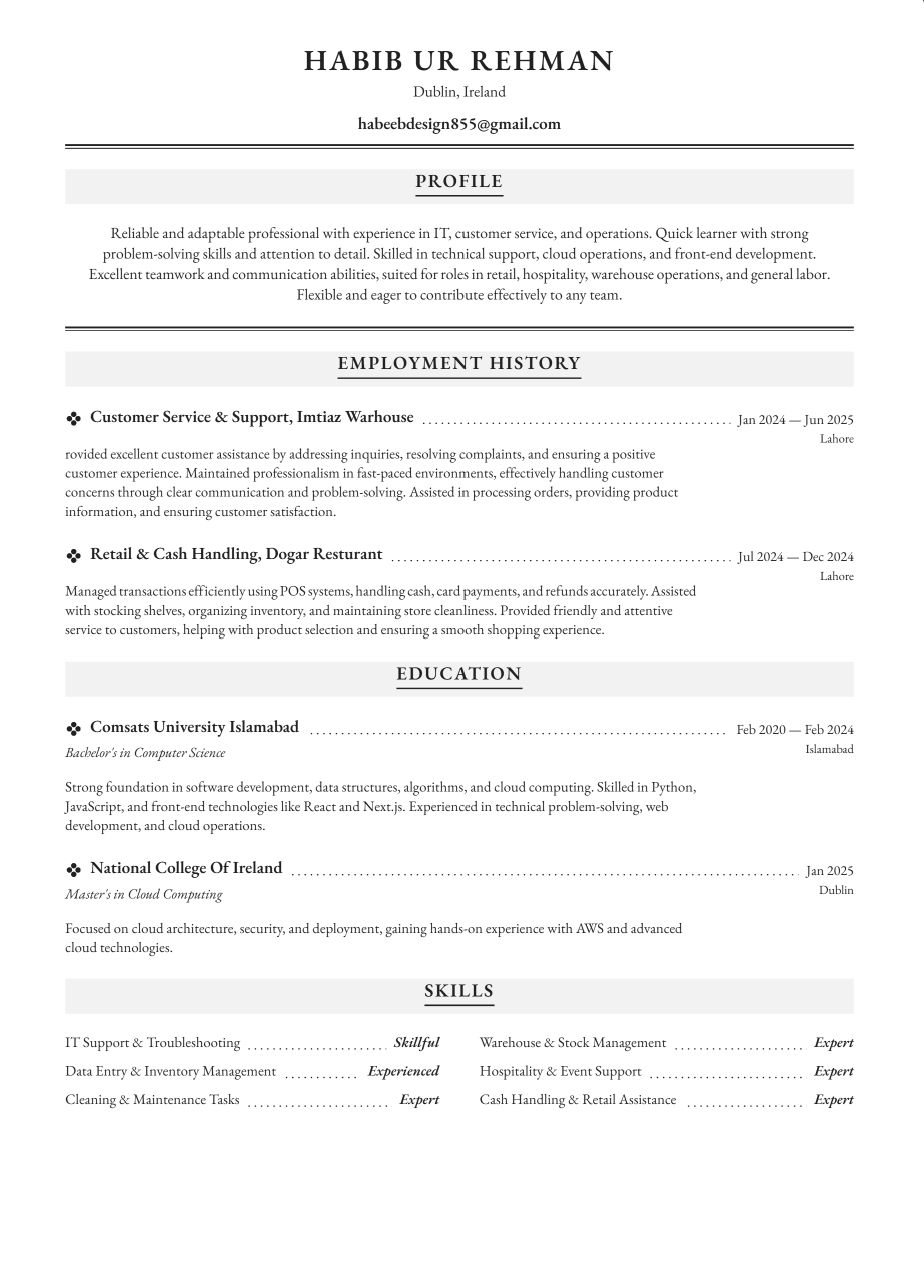 HABIB UR REHMAN
Dublin, Ireland
habeebdesign855@gmail.com
PROFILE
Reliable and adaptable professional with experience in IT, customer service, and operations. Quick learner with strong
problem-solving skills and attention to detail. Skilled in technical support, cloud operations, and front-end development.
Excellent teamwork and communication abilities, suited for roles in retail, hospitality, warehouse operations, and general labor.
Flexible and eager to contribute effectively to any team.
EMPLOYMENT HISTORY
Customer Service & Support, Imtiaz Warhouse Jan 2024 — Jun 2025
Lahore
rovided excellent customer assistance by addressing inquiries, resolving complaints, and ensuring a positive
customer experience. Maintained professionalism in fast-paced environments, effectively handling customer
concerns through clear communication and problem-solving. Assisted in processing orders, providing product
information, and ensuring customer satisfaction.
Retail & Cash Handling, Dogar Resturant Jul 2024 — Dec 2024
Lahore
Managed transactions efficiently using POS systems, handling cash, card payments, and refunds accurately. Assisted
with stocking shelves, organizing inventory, and maintaining store cleanliness. Provided friendly and attentive
service to customers, helping with product selection and ensuring a smooth shopping experience.
EDUCATION
Comsats University Islamabad Feb 2020 — Feb 2024
Bachelor's in Computer Science Islamabad
Strong foundation in software development, data structures, algorithms, and cloud computing. Skilled in Python,
JavaScript, and front-end technologies like React and Next.js. Experienced in technical problem-solving, web
development, and cloud operations.
National College Of Ireland Jan 2025
Master's in Cloud Computing Dublin
Focused on cloud architecture, security, and deployment, gaining hands-on experience with AWS and advanced
cloud technologies.
SKILLS
IT Support & Troubleshooting Skillful Warehouse & Stock Management Expert
Data Entry & Inventory Management Experienced Hospitality & Event Support Expert
Cleaning & Maintenance Tasks Expert Cash Handling & Retail Assistance Expert